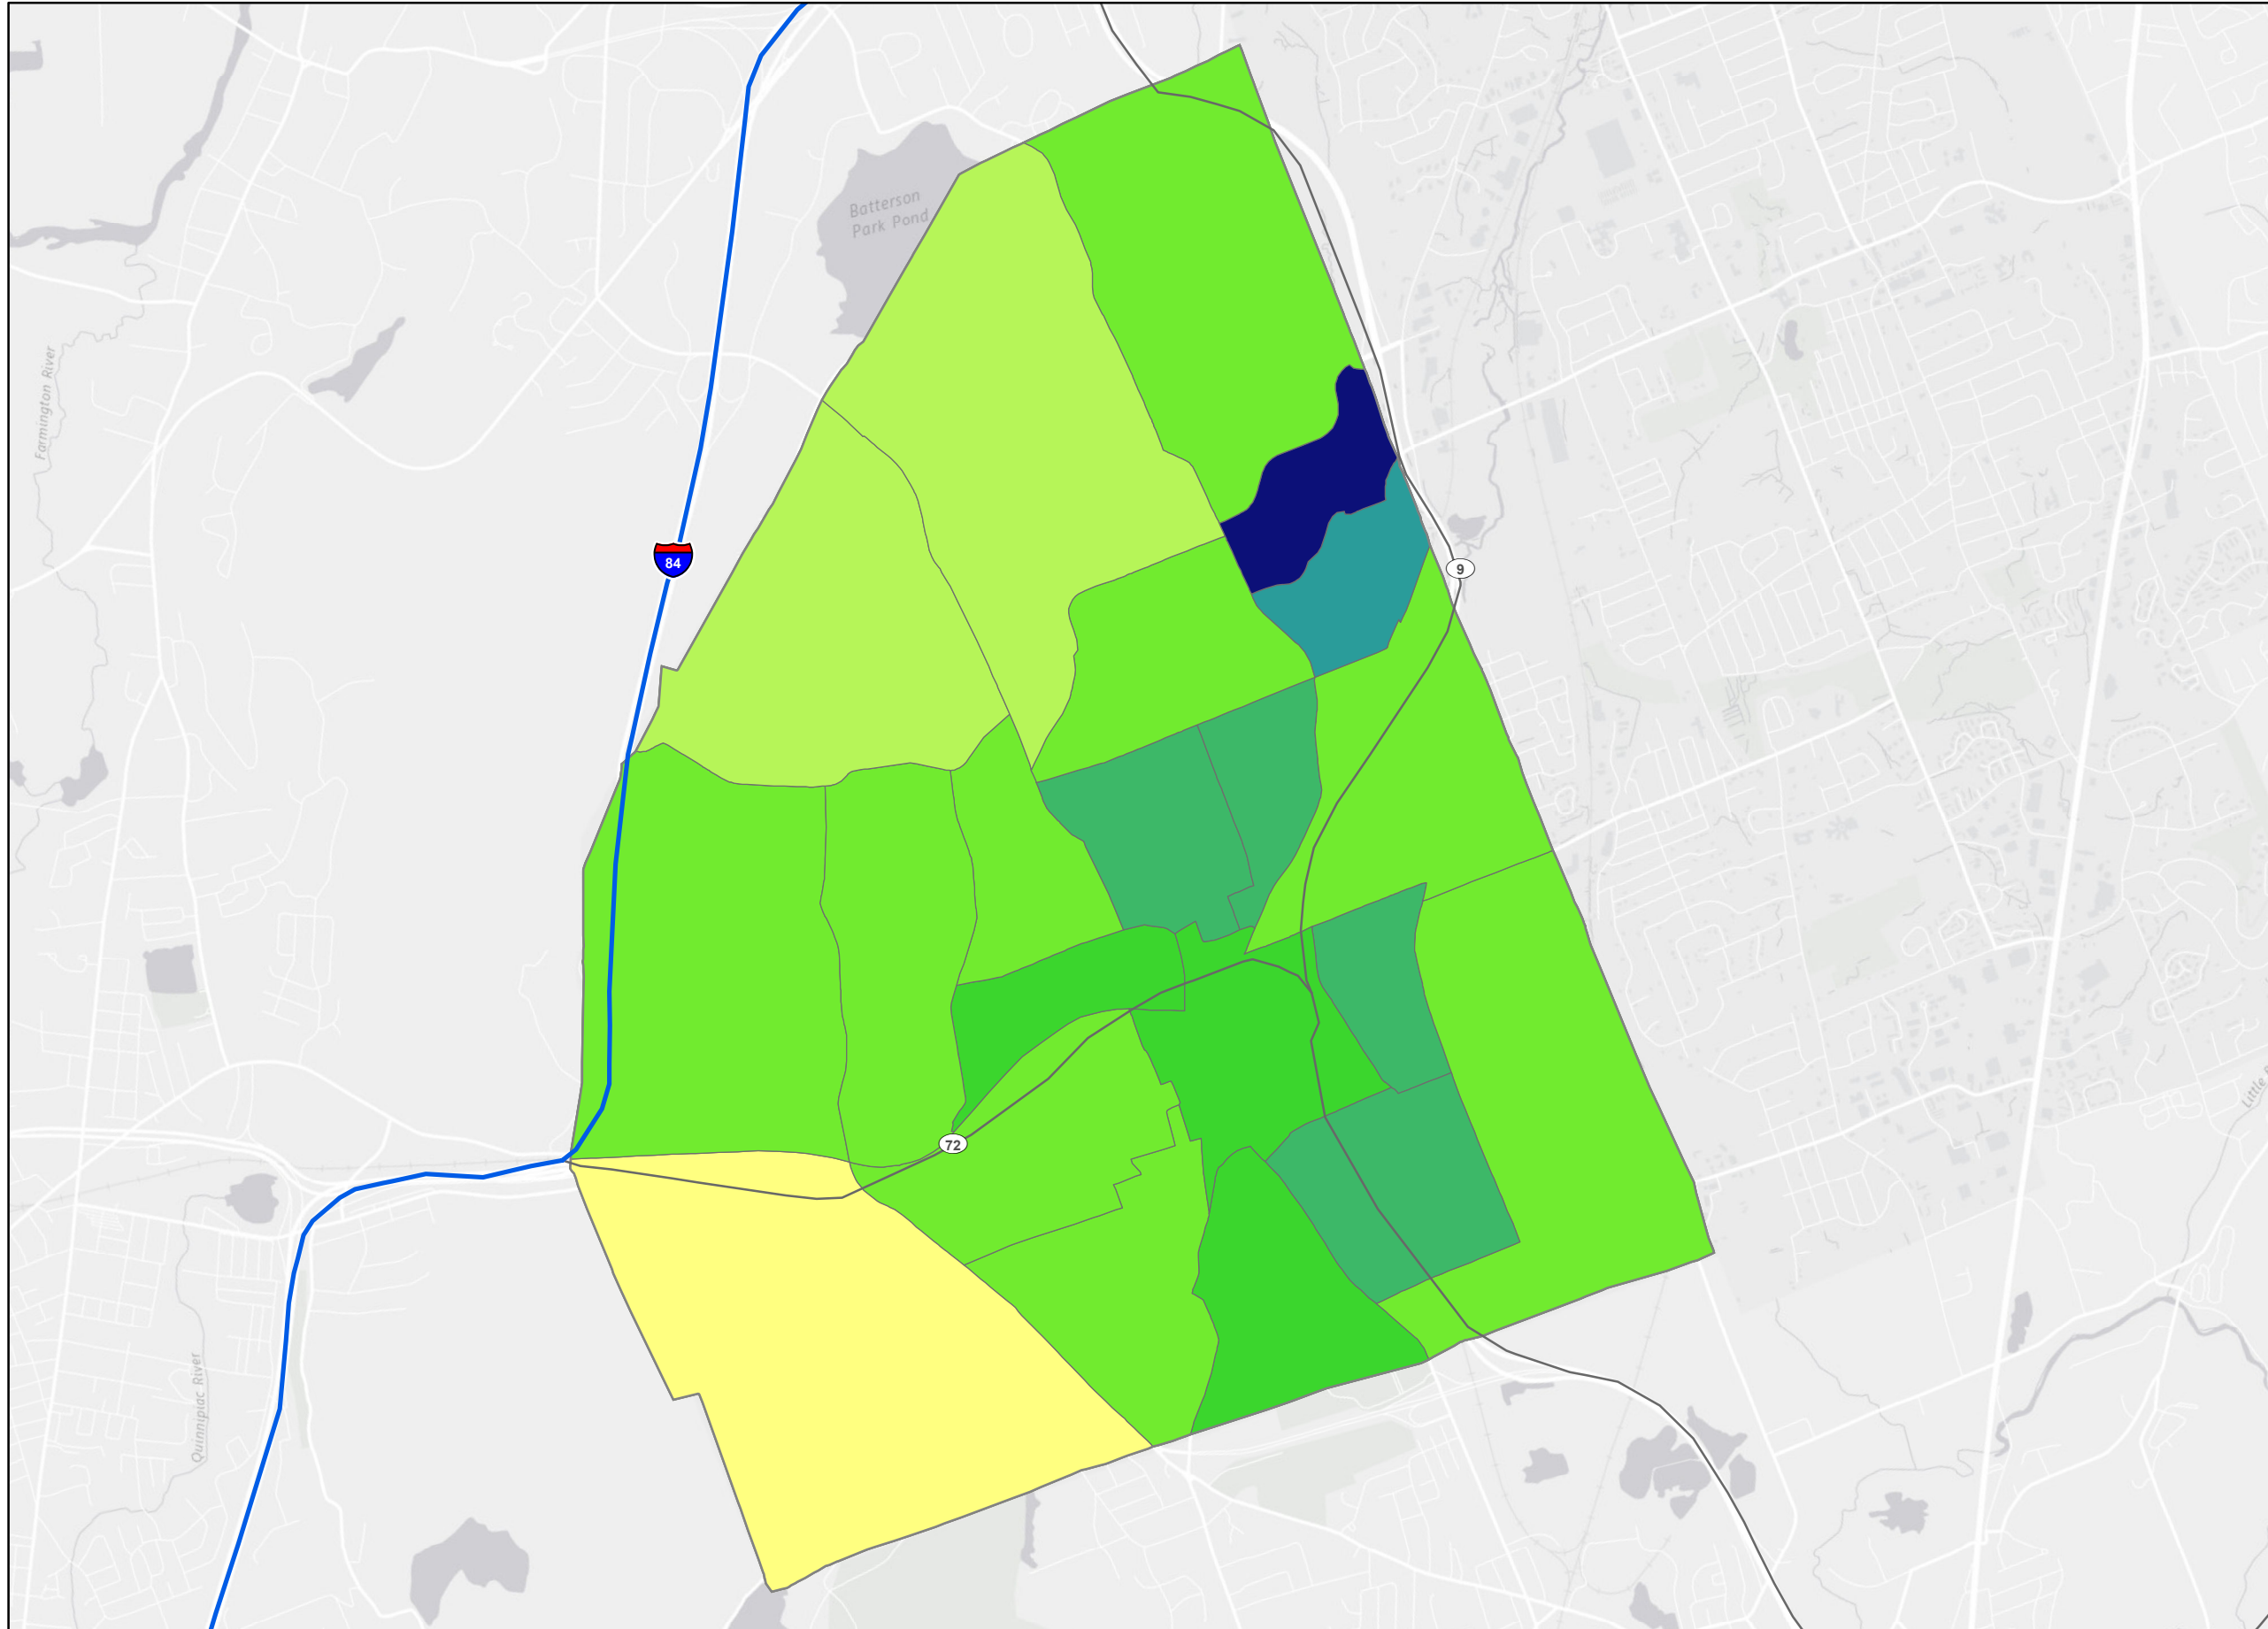 Batterson
Park Pond
Farmington River
84
9
72
Quinnipiac River
Little